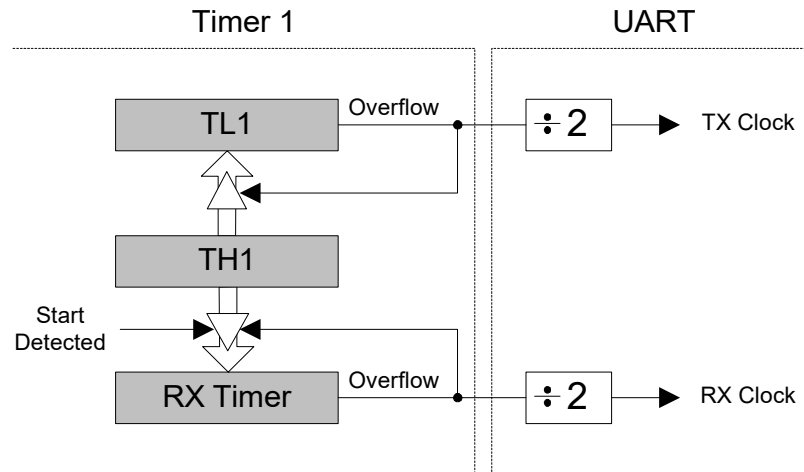 Timer 1
UART
TL1
Overflow
÷2
TX Clock
TH1
Start
Detected
RX Timer
Overflow
÷2
RX Clock